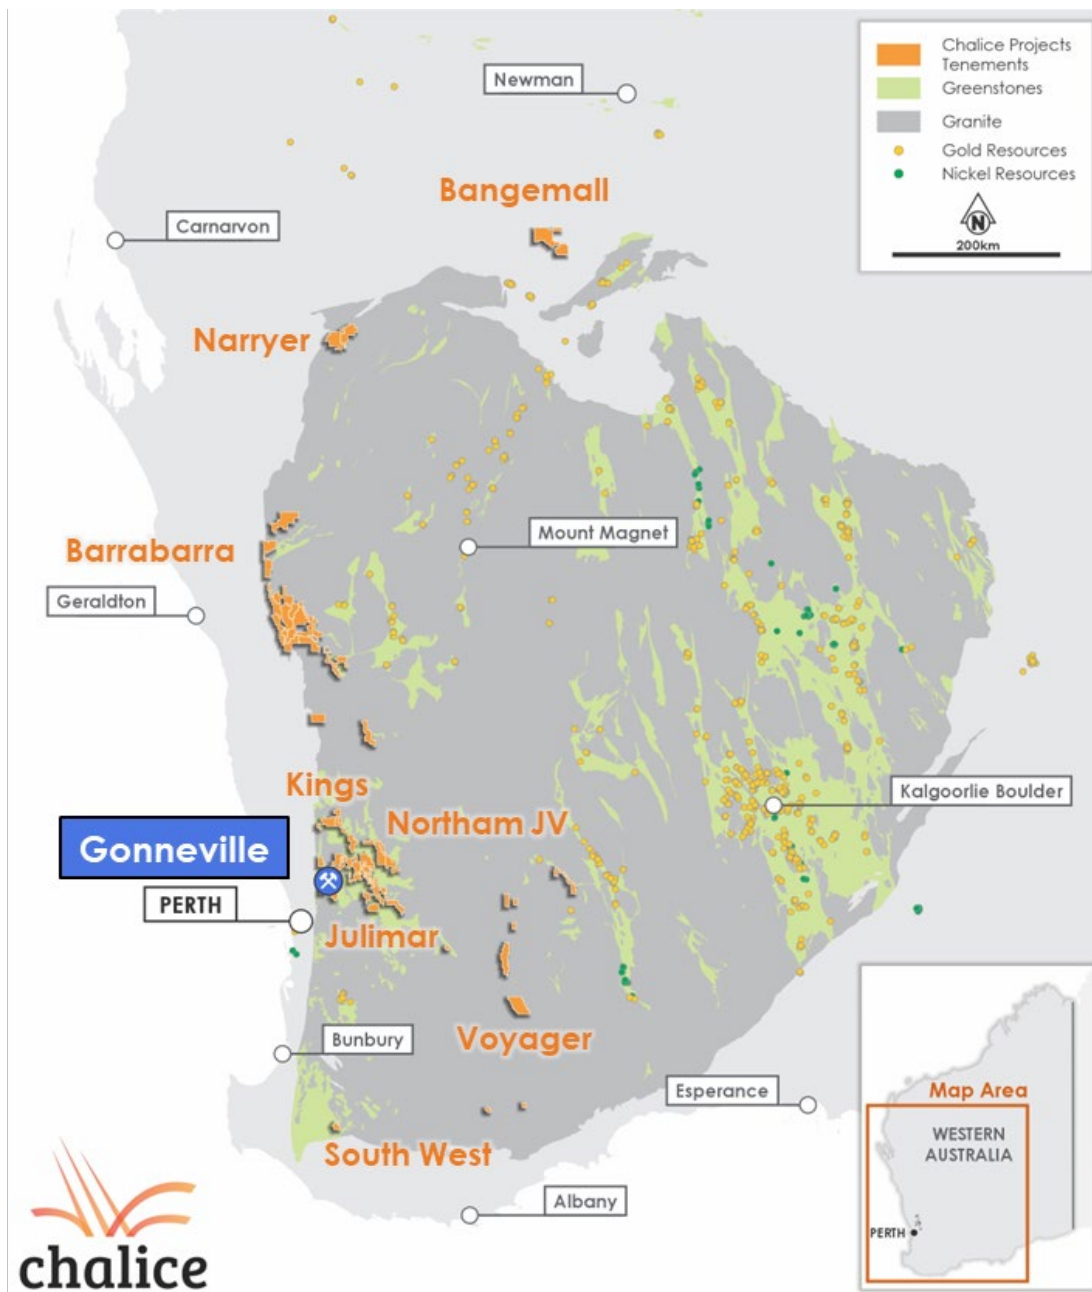 Chalice Projects
Tenements
Greenstones
Granite
Gold Resources
Nickel Resources
N
200km
Newman
Bangemall
Carnarvon
Narryer
Mount Magnet
Barrabarra
Geraldton
Kings
Kalgoorlie Boulder
Northam JV
Gonneville
PERTH
Julimar
Voyager
Bunbury
Esperance
Map Area
WESTERN
AUSTRALIA
South West
Albany
PERTH
chalice